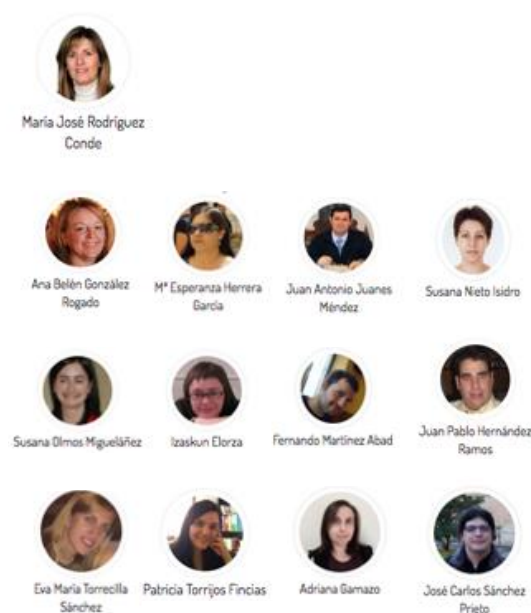 María José Rodríguez
Conde
Ana Belén González
Rogado
Mª Esperanza Herrera
García
Juan Antonio Juanes
Méndez
Susana Nieto Isidro
Susana Olmos Migueláñez
Izaskun Elorza
Fernando Martínez Abad
Juan Pablo Hernández
Ramos
Eva María Torrecilla
Sánchez
Patricia Torrijos Fincias
Adriana Gamazo
José Carlos Sánchez
Prieto